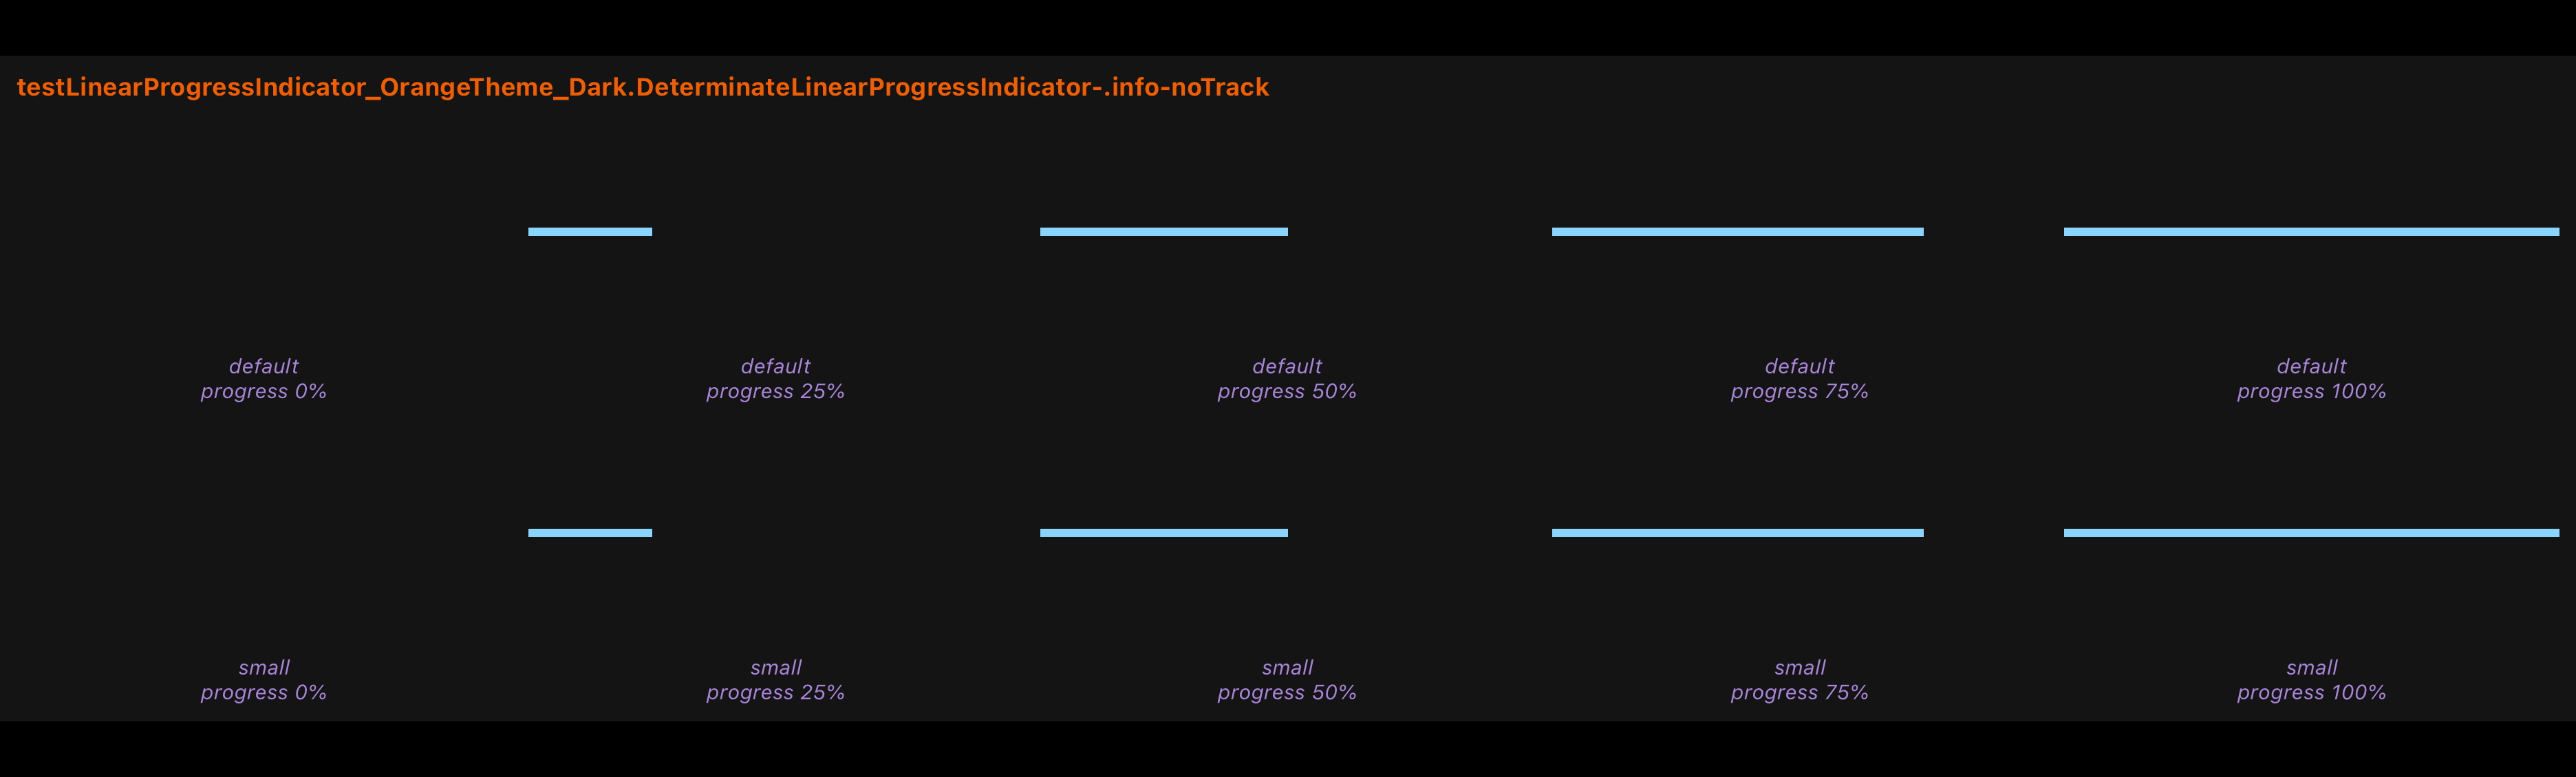 testLinearProgressIndicator_OrangeTheme_Dark.DeterminateLinearProgressIndicator-.info-noTrack
default
progress 0%
default
progress 25%
default
progress 50%
default
progress 75%
default
progress 100%
small
progress 0%
small
progress 25%
small
progress 50%
small
progress 75%
small
progress 100%